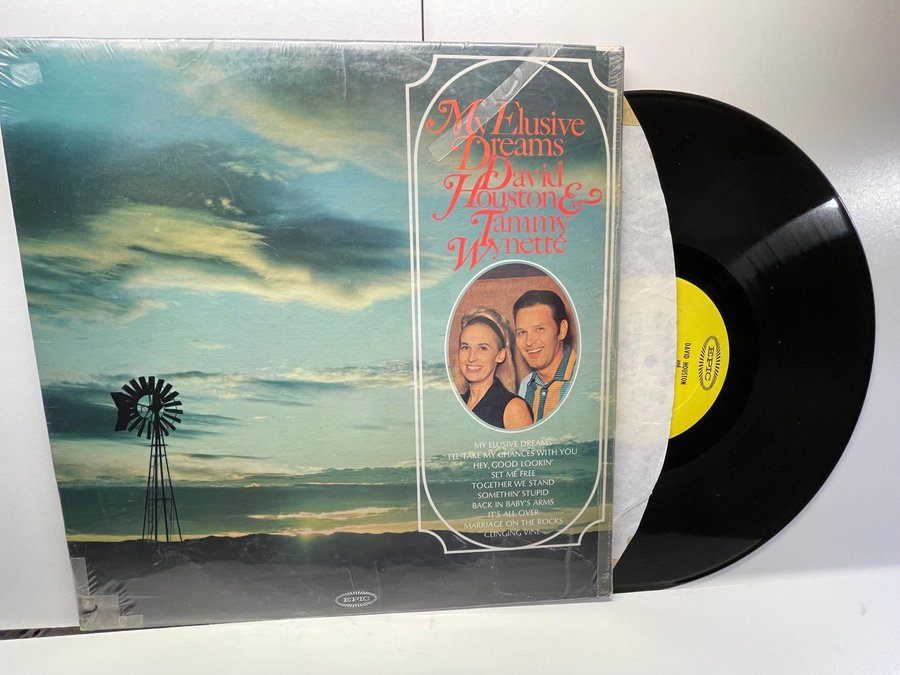 My Elusive
Dreams
David
Houston &
Tammy
Wynette
MY ELUSIVE DREAMS
I'LL TAKE MY CHANCES WITH YOU
HEY, GOOD LOOKIN'
SET ME FREE
TOGETHER WE STAND
SOMETHIN' STUPID
BACK IN BABY'S ARMS
IT'S ALL OVER
MARRIAGE ON THE ROCKS
CLINGING VINE
EPIC
EPIC
DAVID HOUSTON
and